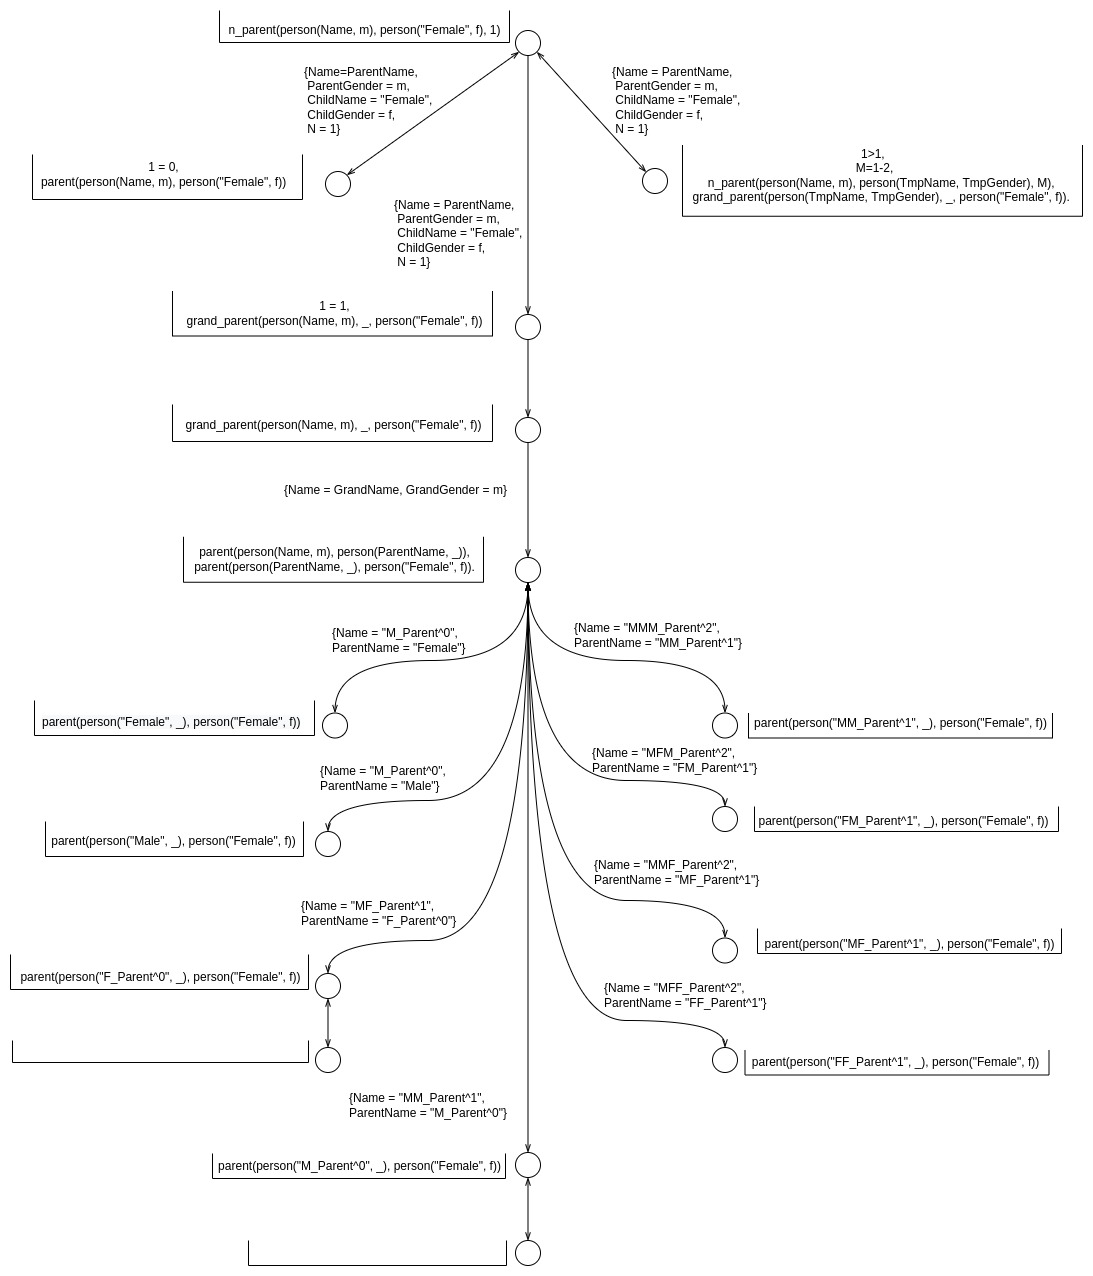 n_parent(person(Name, m), person("Female", f), 1)
{Name=ParentName,
ParentGender = m,
ChildName = "Female",
ChildGender = f,
N = 1}
{Name = ParentName,
ParentGender = m,
ChildName = "Female",
ChildGender = f,
N = 1}
1 = 0,
parent(person(Name, m), person("Female", f))
1>1,
M=1-2,
n_parent(person(Name, m), person(TmpName, TmpGender), M),
grand_parent(person(TmpName, TmpGender), _, person("Female", f)).
{Name = ParentName,
ParentGender = m,
ChildName = "Female",
ChildGender = f,
N = 1}
1 = 1,
grand_parent(person(Name, m), _, person("Female", f))
grand_parent(person(Name, m), _, person("Female", f))
{Name = GrandName, GrandGender = m}
parent(person(Name, m), person(ParentName, _)),
parent(person(ParentName, _), person("Female", f)).
{Name = "M_Parent^0",
ParentName = "Female"}
{Name = "MMM_Parent^2",
ParentName = "MM_Parent^1"}
parent(person("Female", _), person("Female", f))
parent(person("MM_Parent^1", _), person("Female", f))
{Name = "M_Parent^0",
ParentName = "Male"}
{Name = "MFM_Parent^2",
ParentName = "FM_Parent^1"}
parent(person("Male", _), person("Female", f))
parent(person("FM_Parent^1", _), person("Female", f))
{Name = "MF_Parent^1",
ParentName = "F_Parent^0"}
{Name = "MMF_Parent^2",
ParentName = "MF_Parent^1"}
parent(person("F_Parent^0", _), person("Female", f))
parent(person("MF_Parent^1", _), person("Female", f))
{Name = "MFF_Parent^2",
ParentName = "FF_Parent^1"}
parent(person("FF_Parent^1", _), person("Female", f))
{Name = "MM_Parent^1",
ParentName = "M_Parent^0"}
parent(person("M_Parent^0", _), person("Female", f))